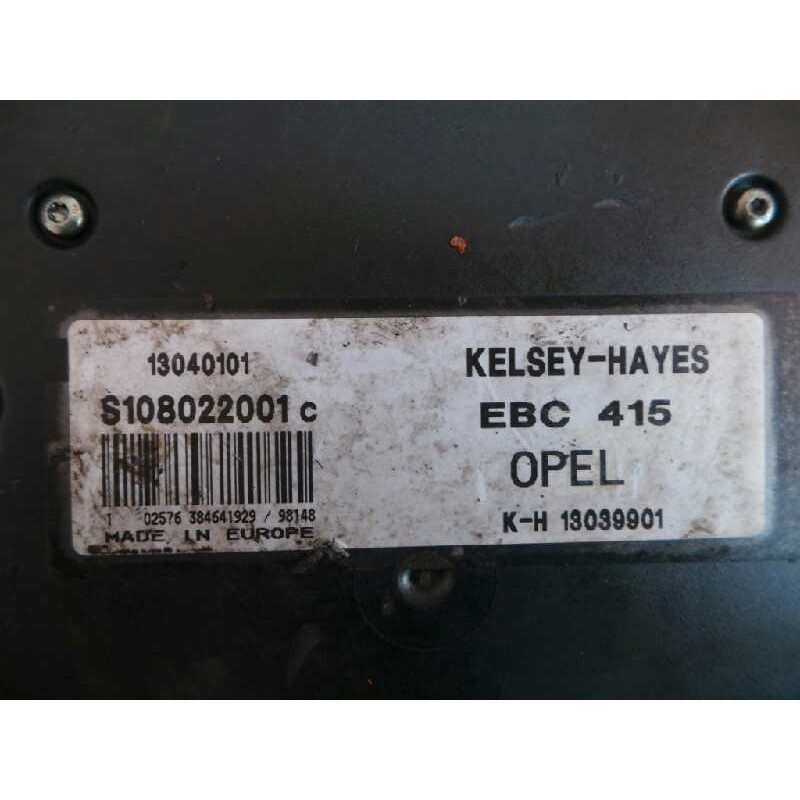 13040101
S108022001 C
1 02576 384641929 / 98148
MADE IN EUROPE
KELSEY-HAYES
EBC 415
OPEL
K-H 13039901